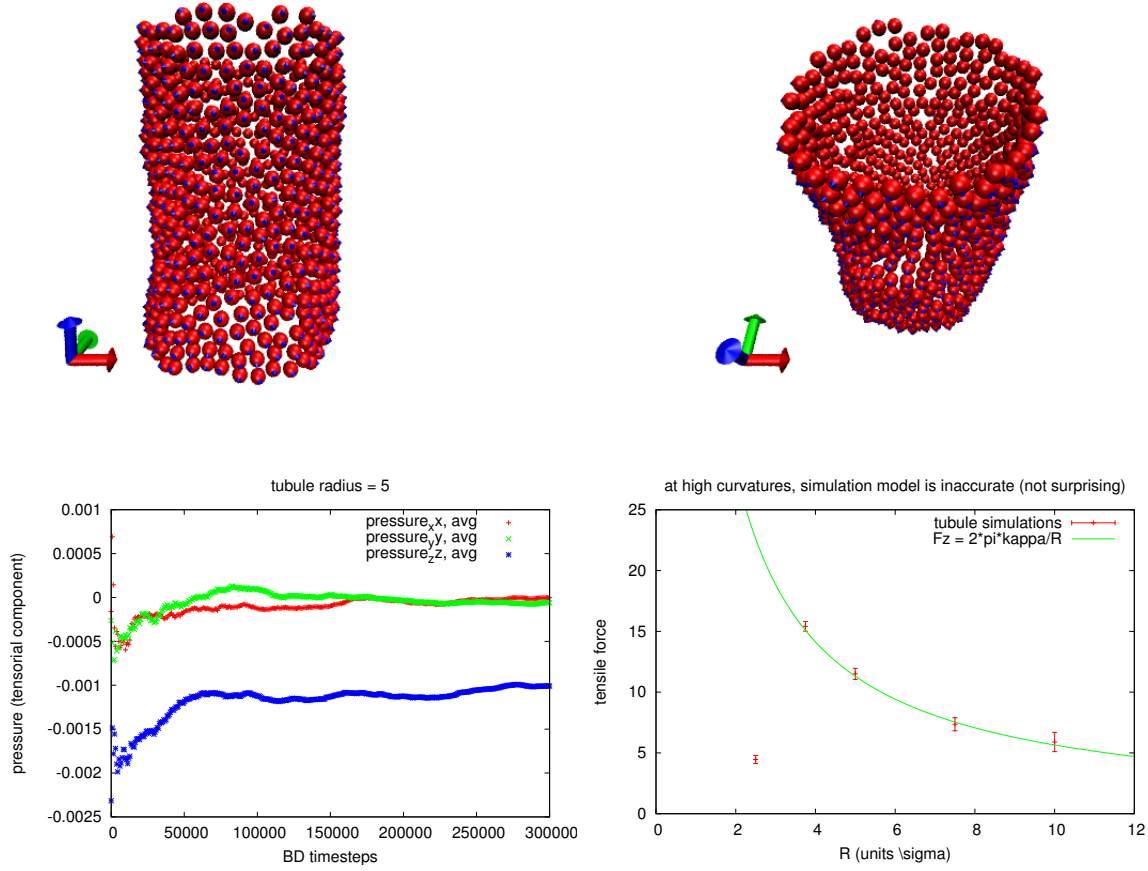 tubule radius = 5
0.001
0.0005
0
-0.0005
-0.001
-0.0015
-0.002
-0.0025
pressure (tensorial component)
pressure_xx, avg
pressure_yy, avg
pressure_zz, avg
0 50000 100000 150000 200000 250000 300000
BD timesteps
at high curvatures, simulation model is inaccurate (not surprising)
25
20
15
10
5
0
tensile force
tubule simulations
Fz = 2*pi*kappa/R
0 2 4 6 8 10 12
R (units \sigma)